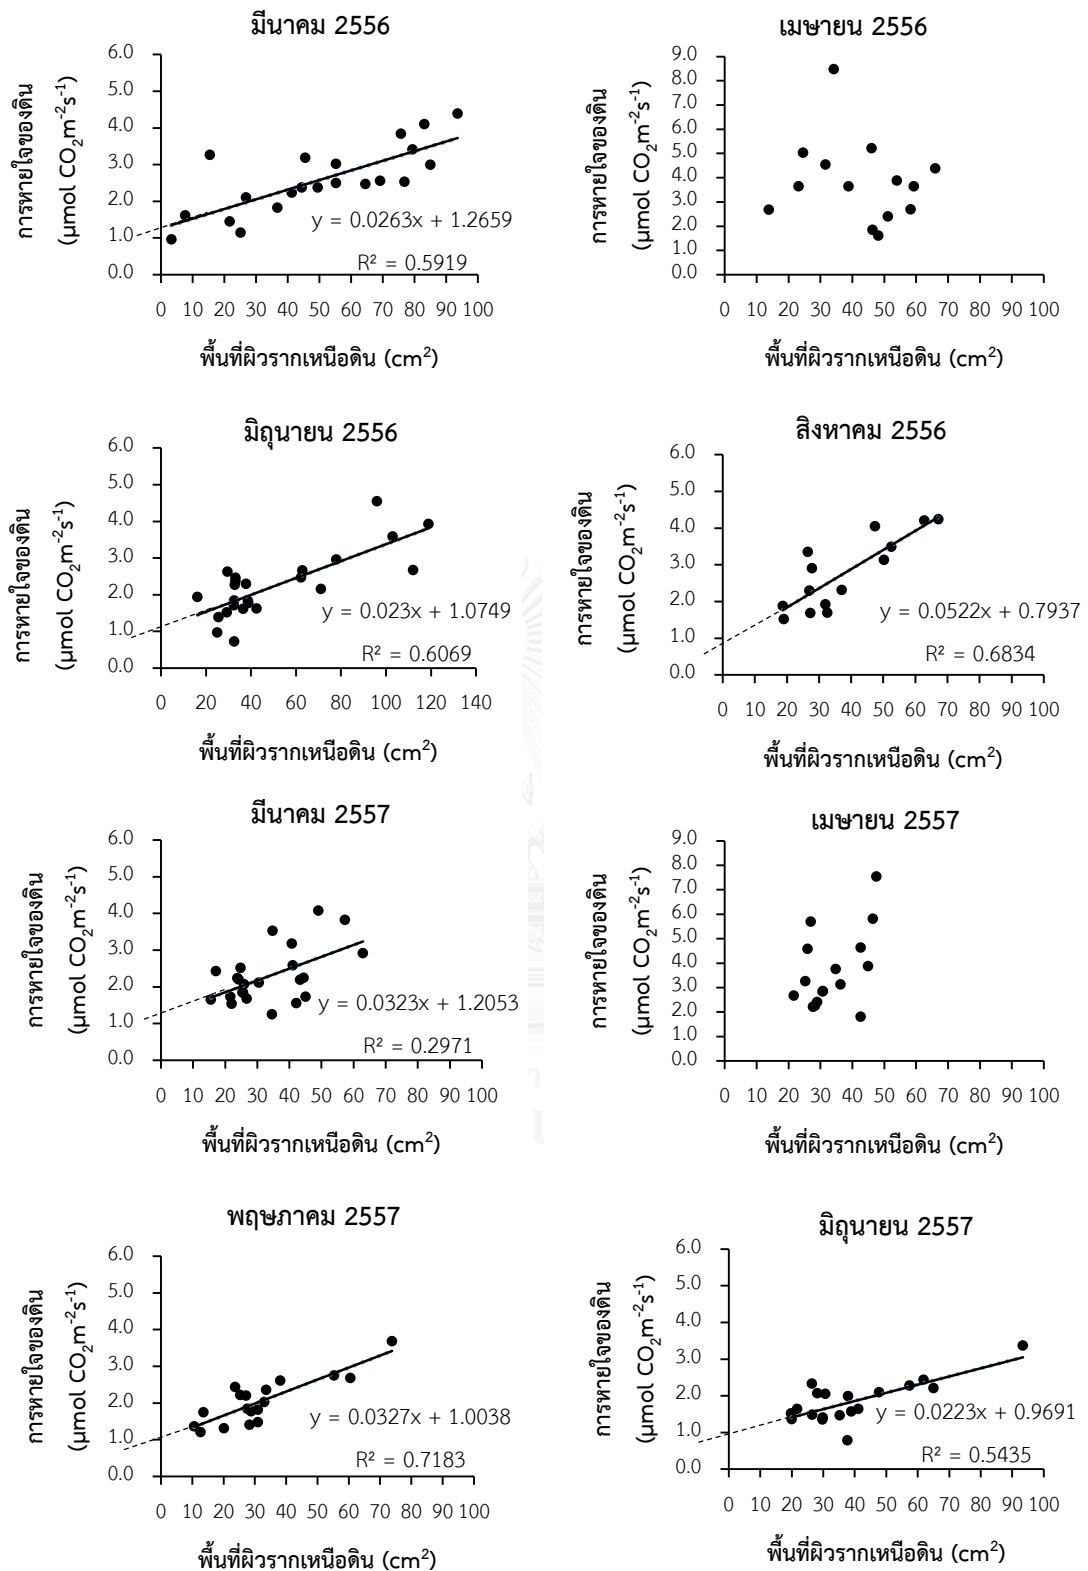 มีนาคม 2556
การหายใจของดิน
(µmol CO₂m⁻²s⁻¹)
6.0
5.0
4.0
3.0
2.0
1.0
0.0
y = 0.0263x + 1.2659
R² = 0.5919
0 10 20 30 40 50 60 70 80 90 100
พื้นที่ผิวรากเหนือดิน (cm²)
เมษายน 2556
การหายใจของดิน
(µmol CO₂m⁻²s⁻¹)
9.0
8.0
7.0
6.0
5.0
4.0
3.0
2.0
1.0
0.0
0 10 20 30 40 50 60 70 80 90 100
พื้นที่ผิวรากเหนือดิน (cm²)
มิถุนายน 2556
การหายใจของดิน
(µmol CO₂m⁻²s⁻¹)
6.0
5.0
4.0
3.0
2.0
1.0
0.0
y = 0.023x + 1.0749
R² = 0.6069
0 20 40 60 80 100 120 140
พื้นที่ผิวรากเหนือดิน (cm²)
สิงหาคม 2556
การหายใจของดิน
(µmol CO₂m⁻²s⁻¹)
6.0
5.0
4.0
3.0
2.0
1.0
0.0
y = 0.0522x + 0.7937
R² = 0.6834
0 10 20 30 40 50 60 70 80 90 100
พื้นที่ผิวรากเหนือดิน (cm²)
มีนาคม 2557
การหายใจของดิน
(µmol CO₂m⁻²s⁻¹)
6.0
5.0
4.0
3.0
2.0
1.0
0.0
y = 0.0323x + 1.2053
R² = 0.2971
0 10 20 30 40 50 60 70 80 90 100
พื้นที่ผิวรากเหนือดิน (cm²)
เมษายน 2557
การหายใจของดิน
(µmol CO₂m⁻²s⁻¹)
9.0
8.0
7.0
6.0
5.0
4.0
3.0
2.0
1.0
0.0
0 10 20 30 40 50 60 70 80 90 100
พื้นที่ผิวรากเหนือดิน (cm²)
พฤษภาคม 2557
การหายใจของดิน
(µmol CO₂m⁻²s⁻¹)
6.0
5.0
4.0
3.0
2.0
1.0
0.0
y = 0.0327x + 1.0038
R² = 0.7183
0 10 20 30 40 50 60 70 80 90 100
พื้นที่ผิวรากเหนือดิน (cm²)
มิถุนายน 2557
การหายใจของดิน
(µmol CO₂m⁻²s⁻¹)
6.0
5.0
4.0
3.0
2.0
1.0
0.0
y = 0.0223x + 0.9691
R² = 0.5435
0 10 20 30 40 50 60 70 80 90 100
พื้นที่ผิวรากเหนือดิน (cm²)